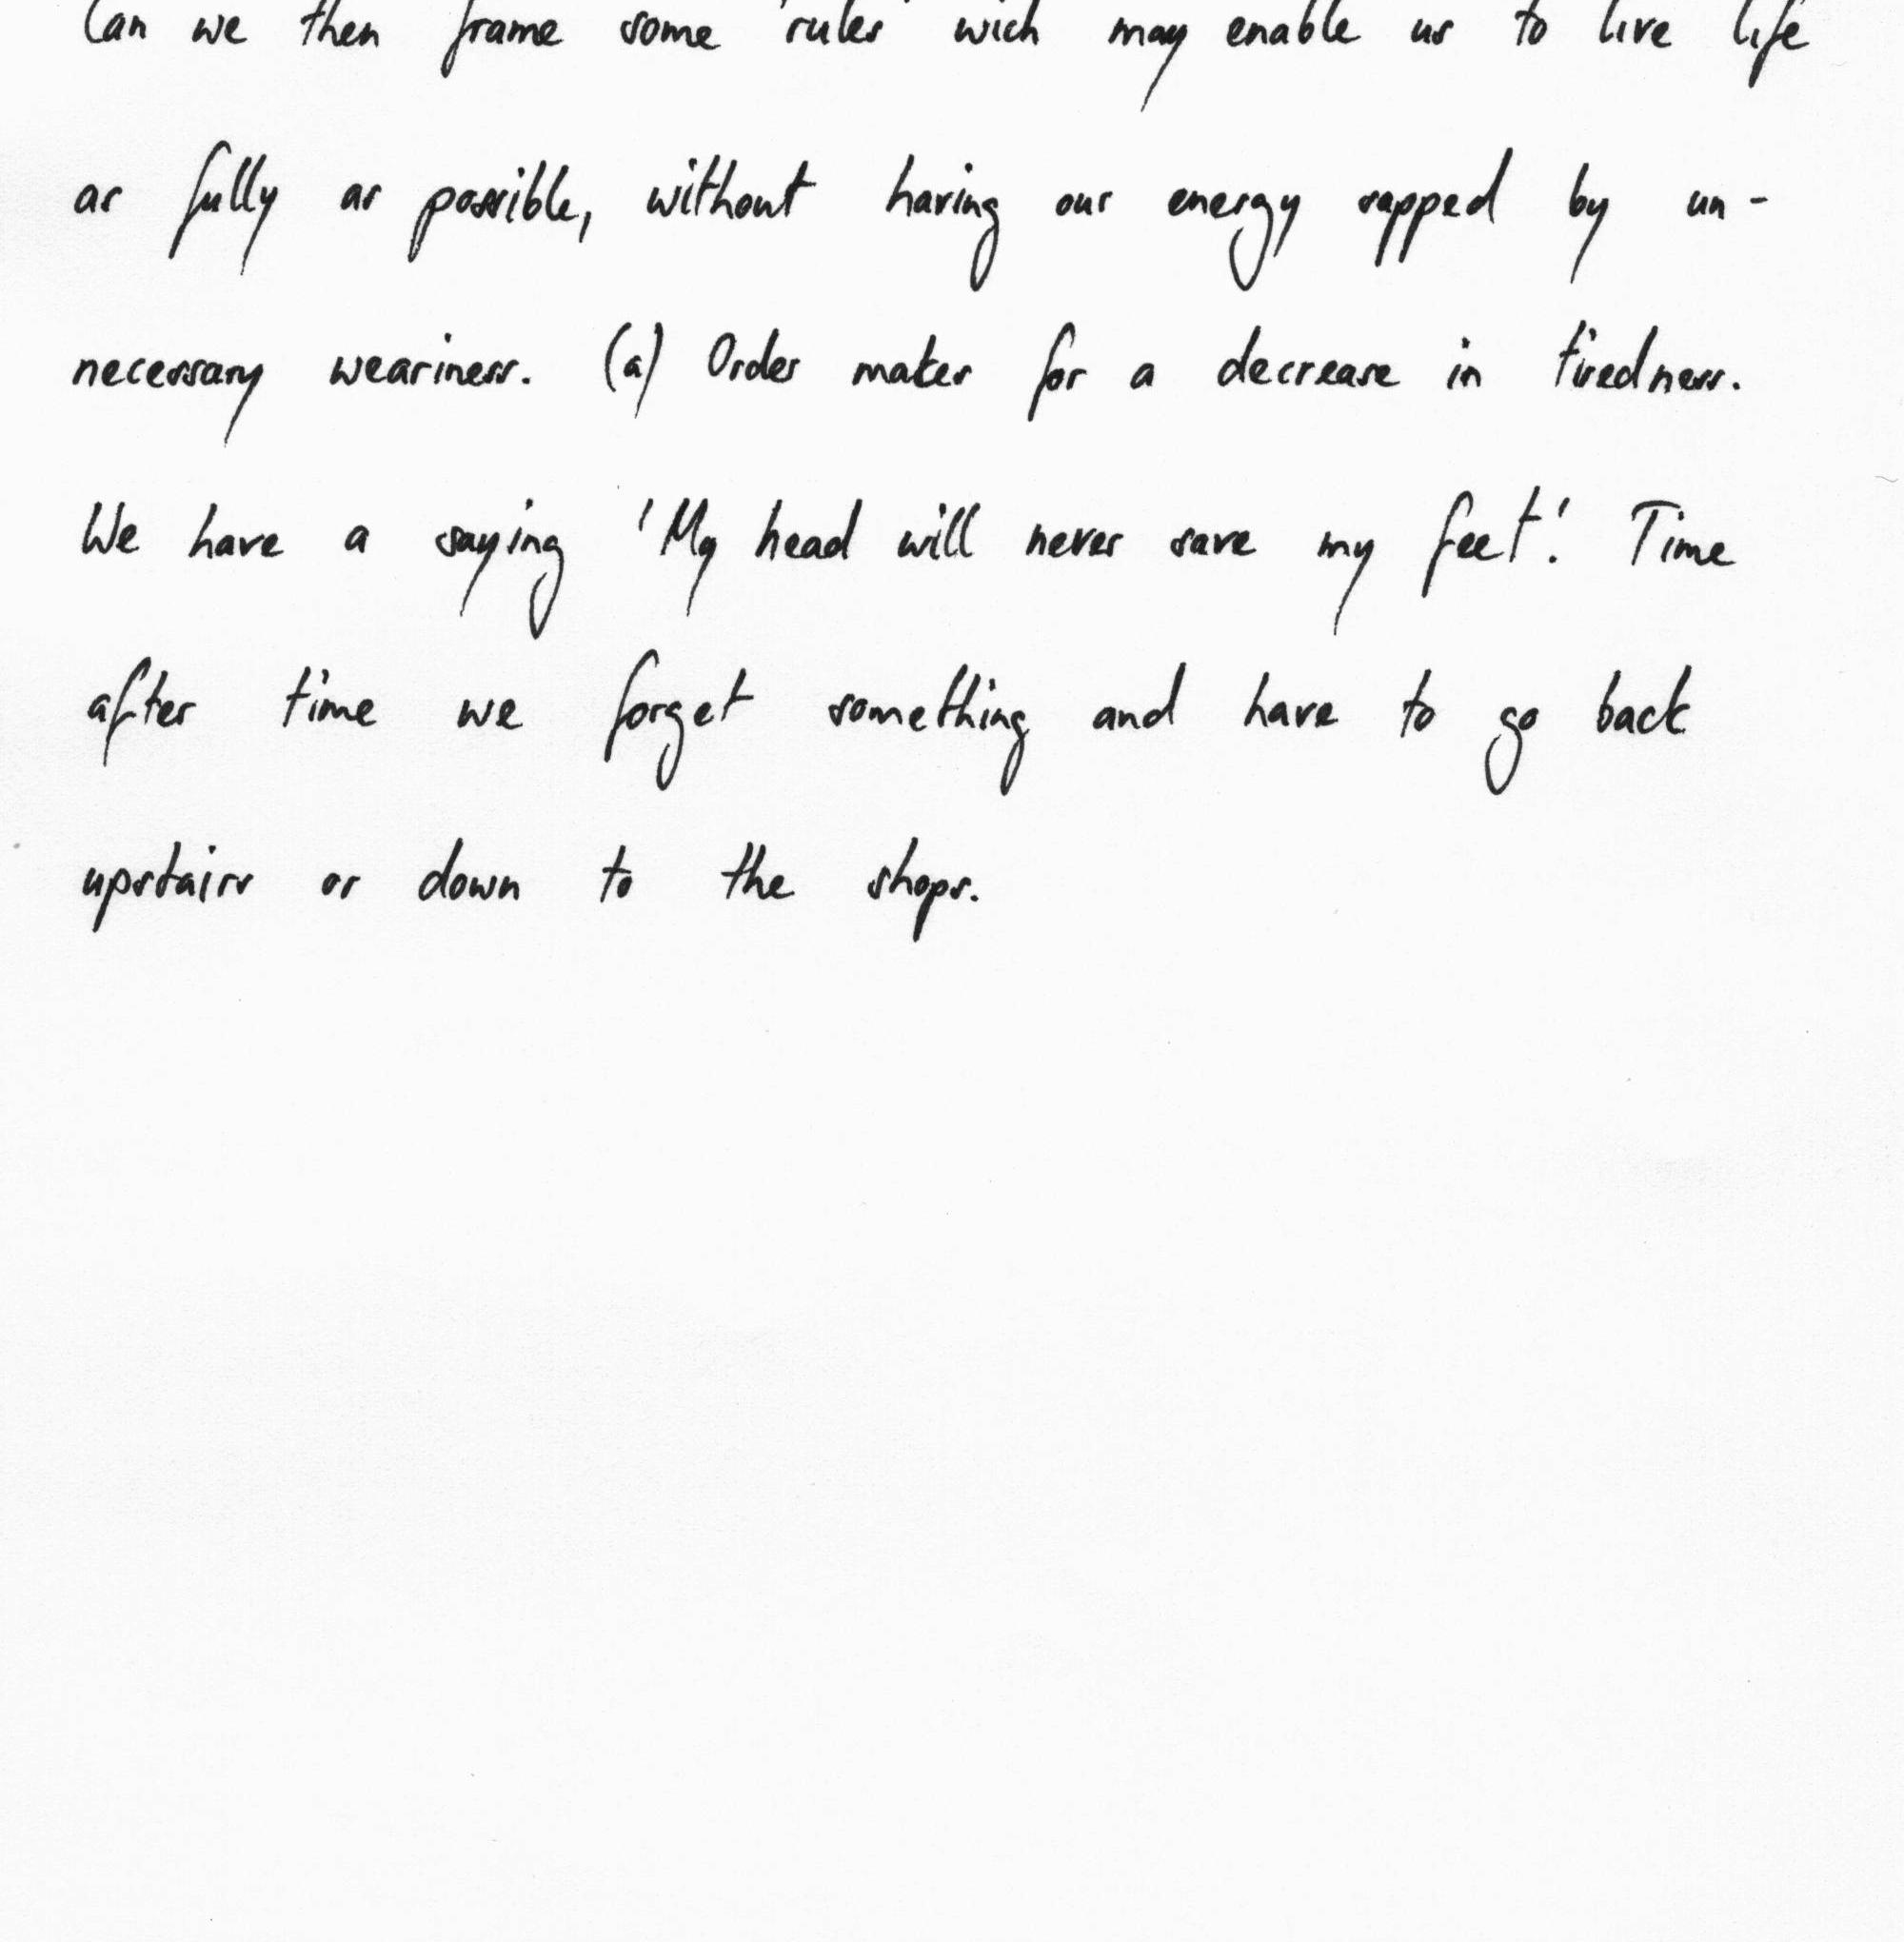 Can we then frame some 'rules' wich may enable us to live life
as fully as possible, without having our energy sapped by un-
necessary weariness. (a) Order makes for a decrease in tiredness.
We have a saying 'My head will never save my feet'. Time
after time we forget something and have to go back
upstairs or down to the shops.